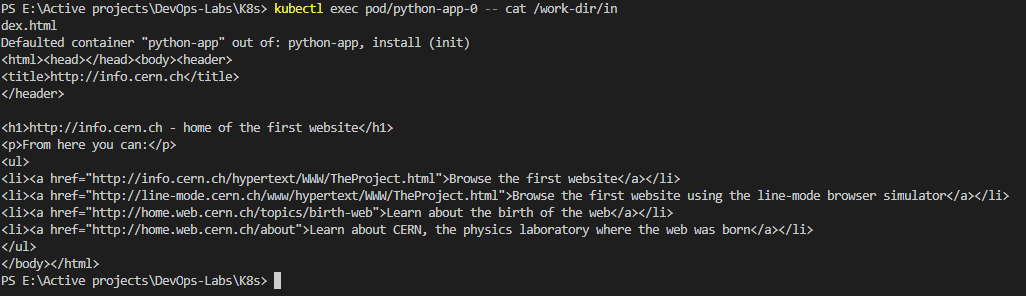 PS E:\Active projects\DevOps-Labs\K8s> kubectl exec pod/python-app-0 -- cat /work-dir/in
dex.html
Defaulted container "python-app" out of: python-app, install (init)
<html><head></head><body><header>
<title>http://info.cern.ch</title>
</header>
<h1>http://info.cern.ch - home of the first website</h1>
<p>From here you can:</p>
<ul>
<li><a href="http://info.cern.ch/hypertext/WWW/TheProject.html">Browse the first website</a></li>
<li><a href="http://line-mode.cern.ch/www/hypertext/WWW/TheProject.html">Browse the first website using the line-mode browser simulator</a></li>
<li><a href="http://home.web.cern.ch/topics/birth-web">Learn about the birth of the web</a></li>
<li><a href="http://home.web.cern.ch/about">Learn about CERN, the physics laboratory where the web was born</a></li>
</ul>
</body></html>
PS E:\Active projects\DevOps-Labs\K8s>